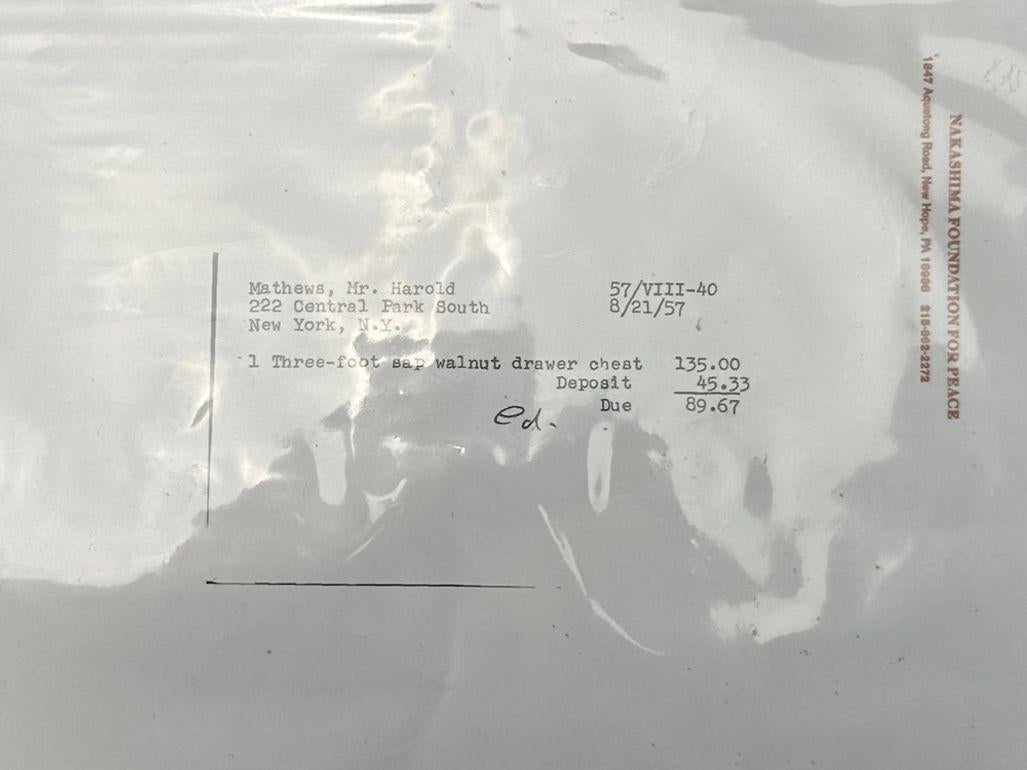 Mathews, Mr. Harold 57/VIII-40
222 Central Park South 8/21/57
New York, N.Y.
1 Three-foot sap walnut drawer chest 135.00
Deposit 45.33
Due 89.67
ed.
NAKASHIMA FOUNDATION FOR PEACE
1847 Aquetong Road, New Hope, PA 18938 215-862-2272